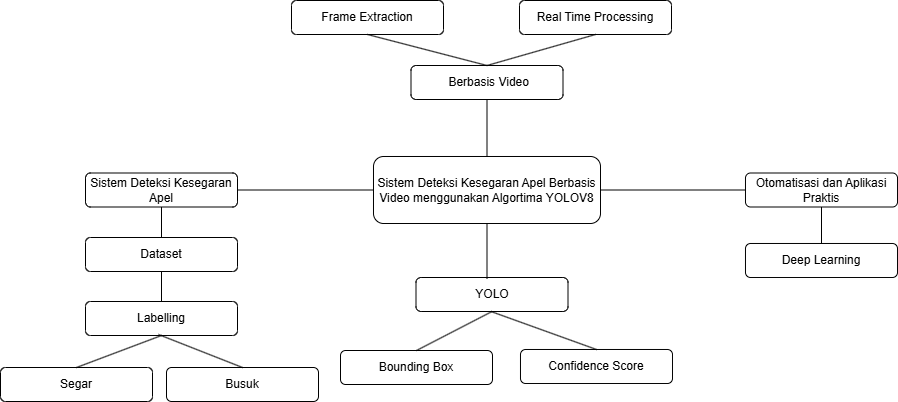 Frame Extraction
Real Time Processing
Berbasis Video
Sistem Deteksi Kesegaran
Apel
Sistem Deteksi Kesegaran Apel Berbasis
Video menggunakan Algortima YOLOV8
Otomatisasi dan Aplikasi
Praktis
Dataset
Deep Learning
YOLO
Labelling
Bounding Box
Confidence Score
Segar
Busuk